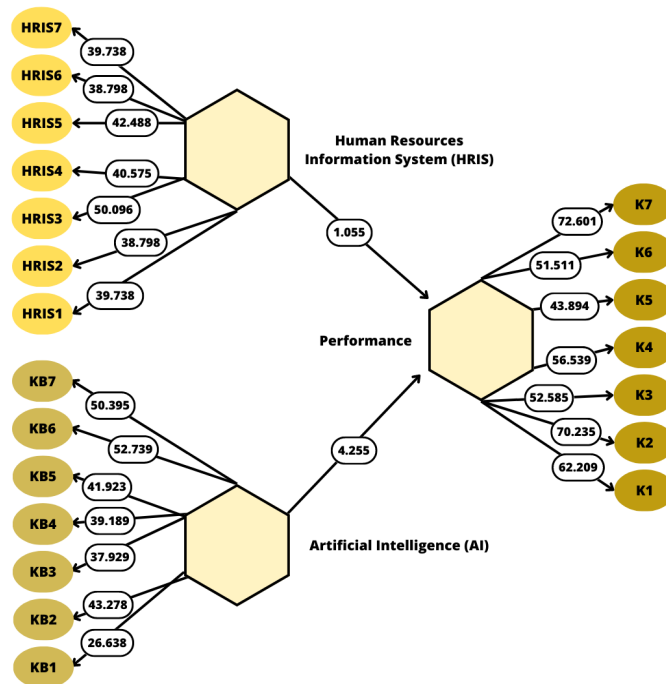 HRIS7
39.738
HRIS6
38.798
HRIS5
42.488
HRIS4
40.575
HRIS3
50.096
HRIS2
38.798
HRIS1
39.738
Human Resources
Information System (HRIS)
1.055
K7
72.601
K6
51.511
K5
43.894
K4
56.539
K3
52.585
K2
70.235
K1
62.209
Performance
KB7
50.395
KB6
52.739
KB5
41.923
KB4
39.189
KB3
37.929
KB2
43.278
KB1
26.638
4.255
Artificial Intelligence (AI)